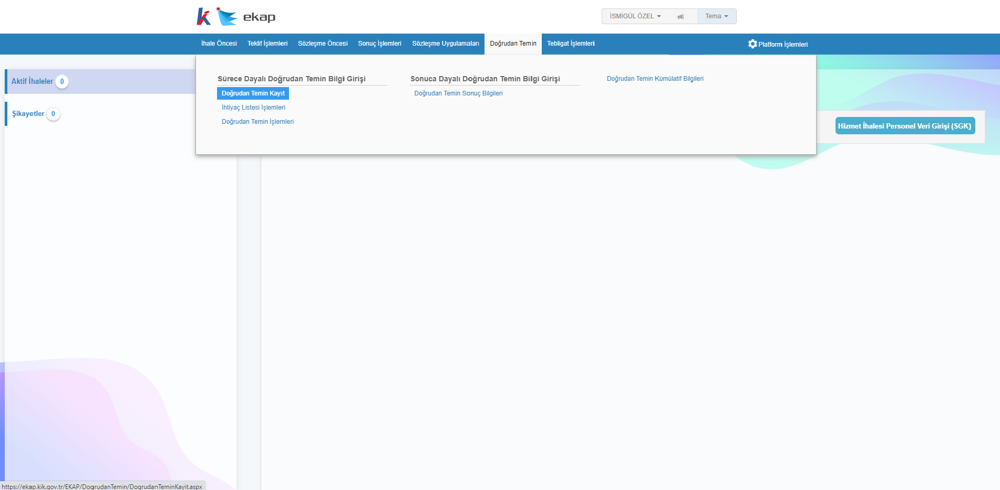 ekap
İSMİGÜL ÖZEL
Tema
İhale Öncesi Teklif İşlemleri Sözleşme Öncesi Sonuç İşlemleri Sözleşme Uygulamaları Doğrudan Temin Tebligat İşlemleri Platform İşlemleri
Aktif İhaleler 0
Şikayetler 0
Sürece Dayalı Doğrudan Temin Bilgi Girişi
Doğrudan Temin Kayıt
İhtiyaç Listesi İşlemleri
Doğrudan Temin İşlemleri
Sonuca Dayalı Doğrudan Temin Bilgi Girişi
Doğrudan Temin Sonuç Bilgileri
Doğrudan Temin Kümülatif Bilgileri
Hizmet İhalesi Personel Veri Girişi (SGK)
https://ekap.kik.gov.tr/EKAP/DogrudanTemin/DogrudanTeminKayit.aspx